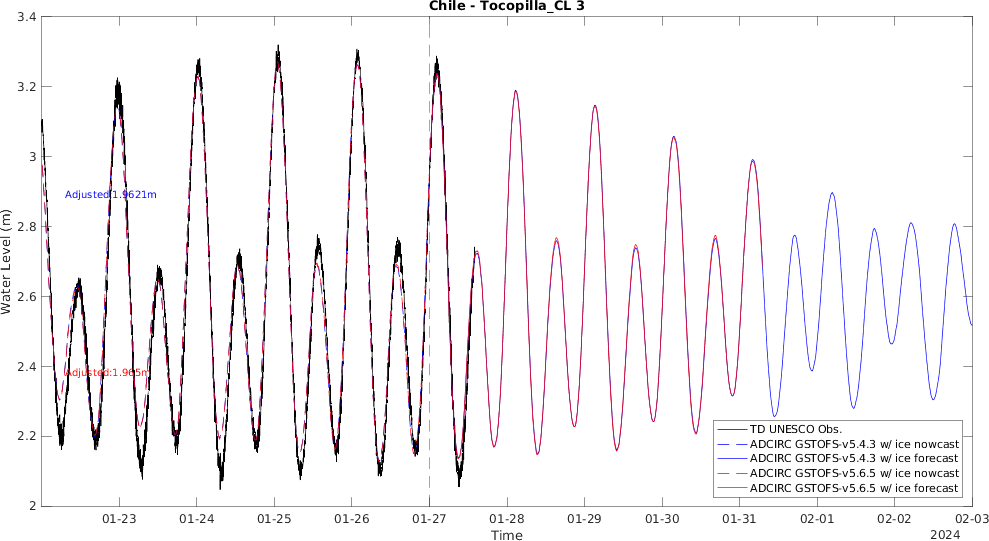 Chile - Tocopilla_CL 3
3.4
3.2
3
2.8
2.6
2.4
2.2
2
Water Level (m)
Adjusted:1.9621m
Adjusted:1.965m
TD UNESCO Obs.
ADCIRC GSTOFS-v5.4.3 w/ ice nowcast
ADCIRC GSTOFS-v5.4.3 w/ ice forecast
ADCIRC GSTOFS-v5.6.5 w/ ice nowcast
ADCIRC GSTOFS-v5.6.5 w/ ice forecast
01-23 01-24 01-25 01-26 01-27 01-28 01-29 01-30 01-31 02-01 02-02 02-03
Time
2024